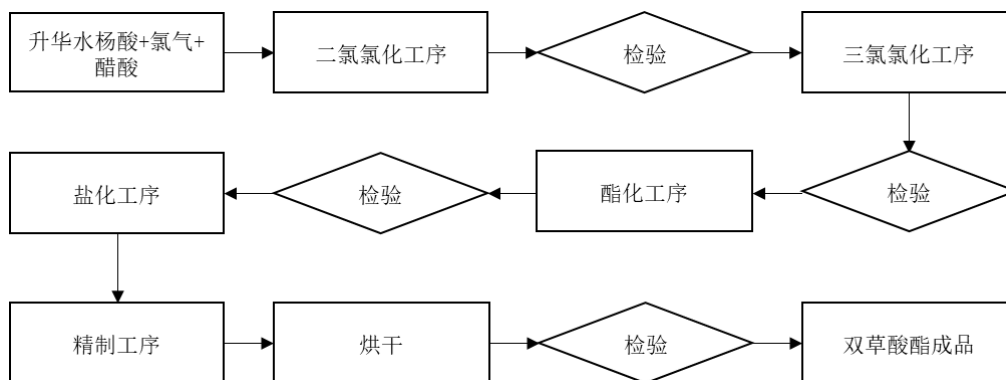 升华水杨酸+氯气+
醋酸
二氯氯化工序
检验
三氯氯化工序
盐化工序
检验
酯化工序
检验
精制工序
烘干
检验
双草酸酯成品